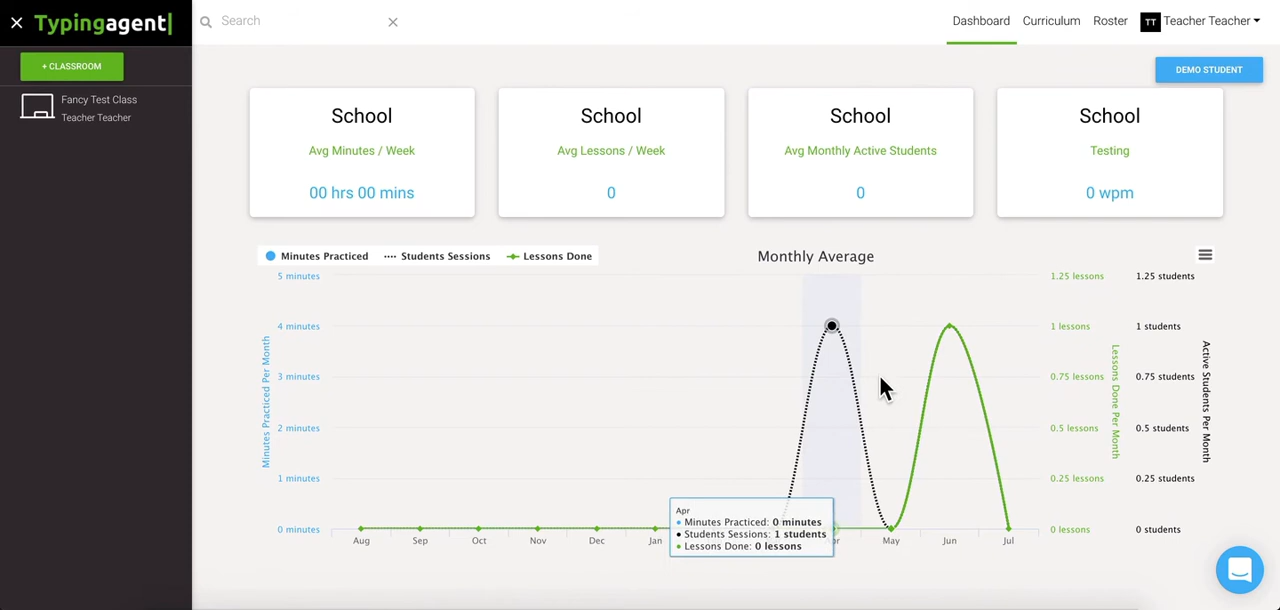 Typingagent|
Search
Dashboard Curriculum Roster TT Teacher Teacher
+ CLASSROOM
DEMO STUDENT
Fancy Test Class
Teacher Teacher
School
Avg Minutes / Week
00 hrs 00 mins
School
Avg Lessons / Week
0
School
Avg Monthly Active Students
0
School
Testing
0 wpm
Minutes Practiced Students Sessions Lessons Done
Monthly Average
Minutes Practiced Per Month
5 minutes
4 minutes
3 minutes
2 minutes
1 minutes
0 minutes
1.25 lessons
1 lessons
0.75 lessons
0.5 lessons
0.25 lessons
0 lessons
Lessons Done Per Month
1.25 students
1 students
0.75 students
0.5 students
0.25 students
0 students
Active Students Per Month
Apr
Minutes Practiced: 0 minutes
Students Sessions: 1 students
Lessons Done: 0 lessons
Aug Sep Oct Nov Dec Jan May Jun Jul